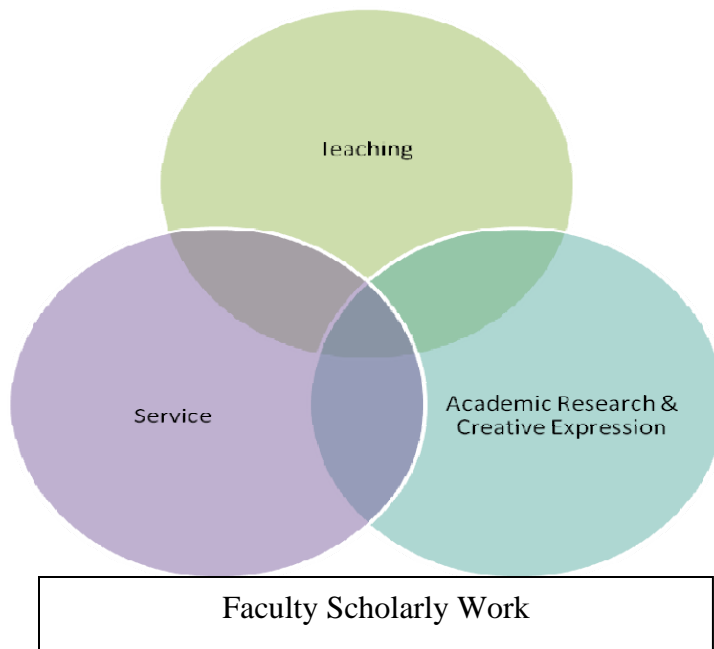 Teaching
Service
Academic Research &
Creative Expression
Faculty Scholarly Work